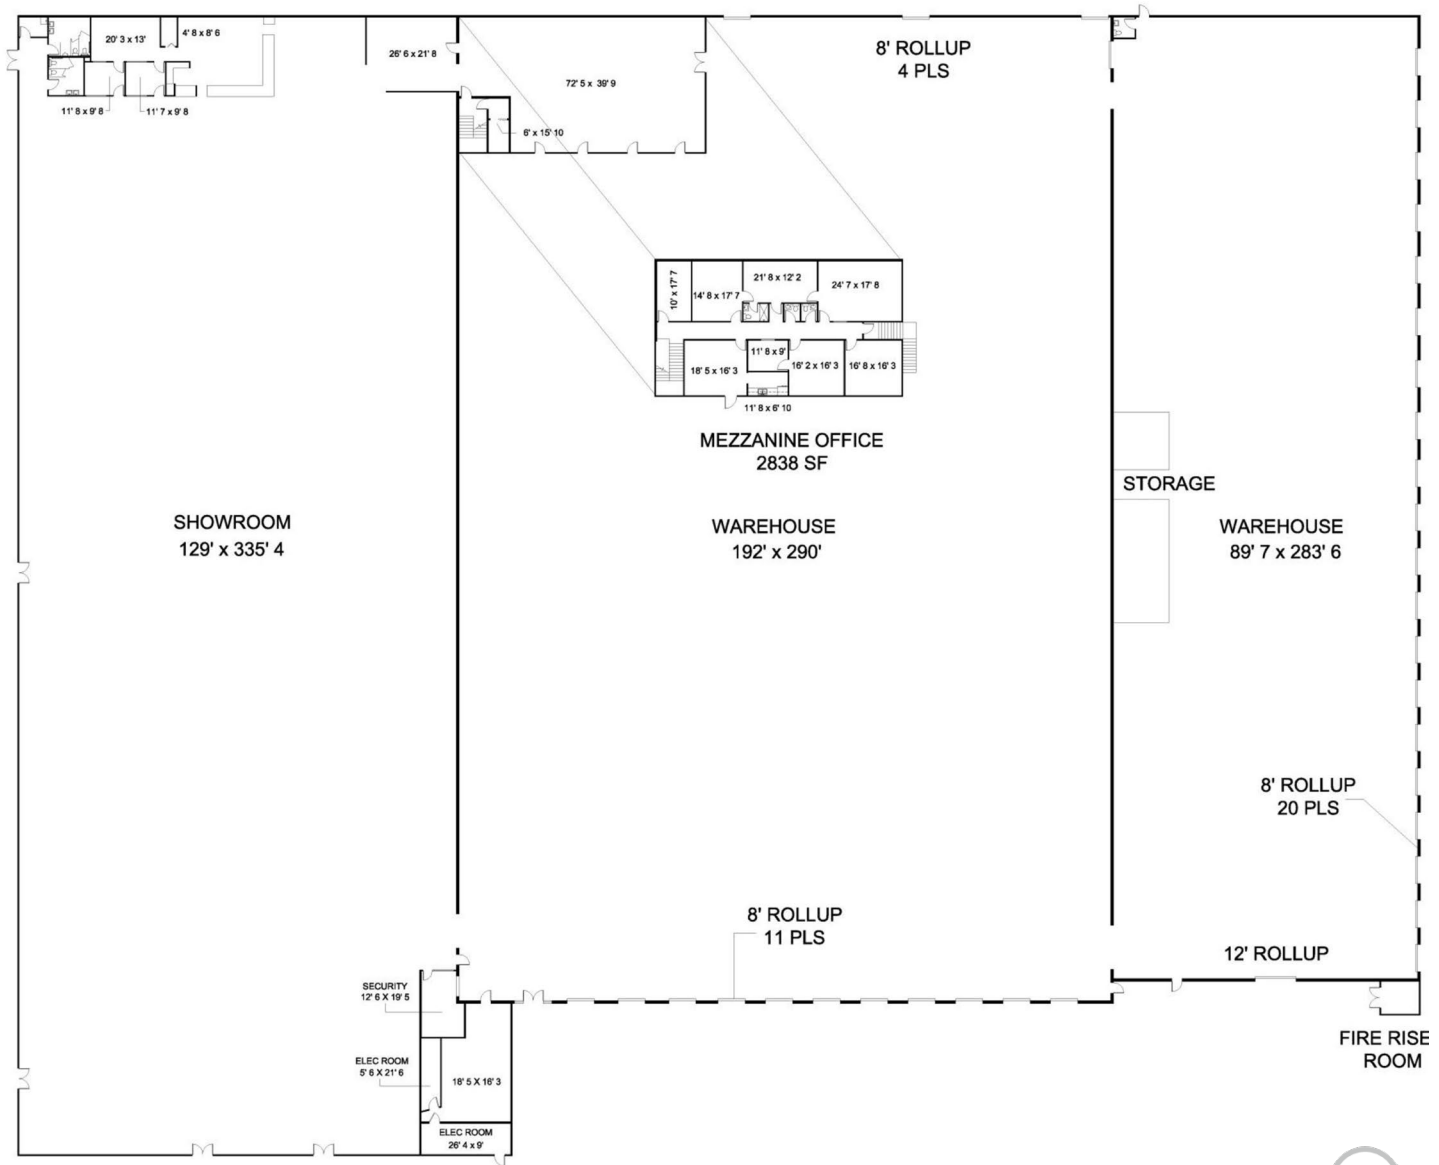 20' 3 x 13'
4' 8 x 8' 6
26' 6 x 21' 8
11' 8 x 9' 8
11' 7 x 9' 8
72' 5 x 39' 9
6' x 15' 10
8' ROLLUP
4 PLS
10' x 17' 7
14' 8 x 17' 7
21' 8 x 12' 2
24' 7 x 17' 8
18' 5 x 16' 3
11' 8 x 9'
16' 2 x 16' 3
16' 8 x 16' 3
11' 8 x 6' 10
MEZZANINE OFFICE
2838 SF
STORAGE
SHOWROOM
129' x 335' 4
WAREHOUSE
192' x 290'
WAREHOUSE
89' 7 x 283' 6
8' ROLLUP
20 PLS
8' ROLLUP
11 PLS
12' ROLLUP
SECURITY
12' 6 X 19' 5
ELEC ROOM
5' 6 X 21' 6
18' 5 X 16' 3
ELEC ROOM
26' 4 x 9'
FIRE RISE
ROOM